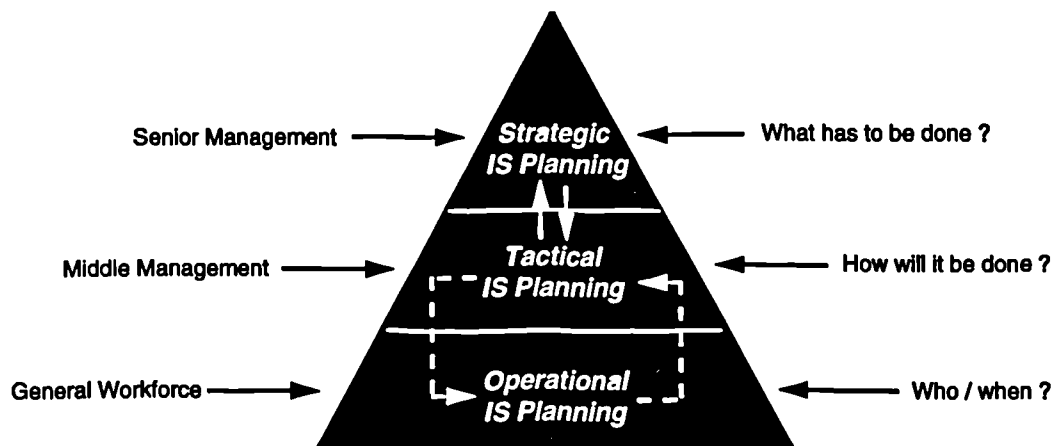 Senior Management
Strategic
IS Planning
What has to be done ?
Middle Management
Tactical
IS Planning
How will it be done ?
General Workforce
Operational
IS Planning
Who / when ?